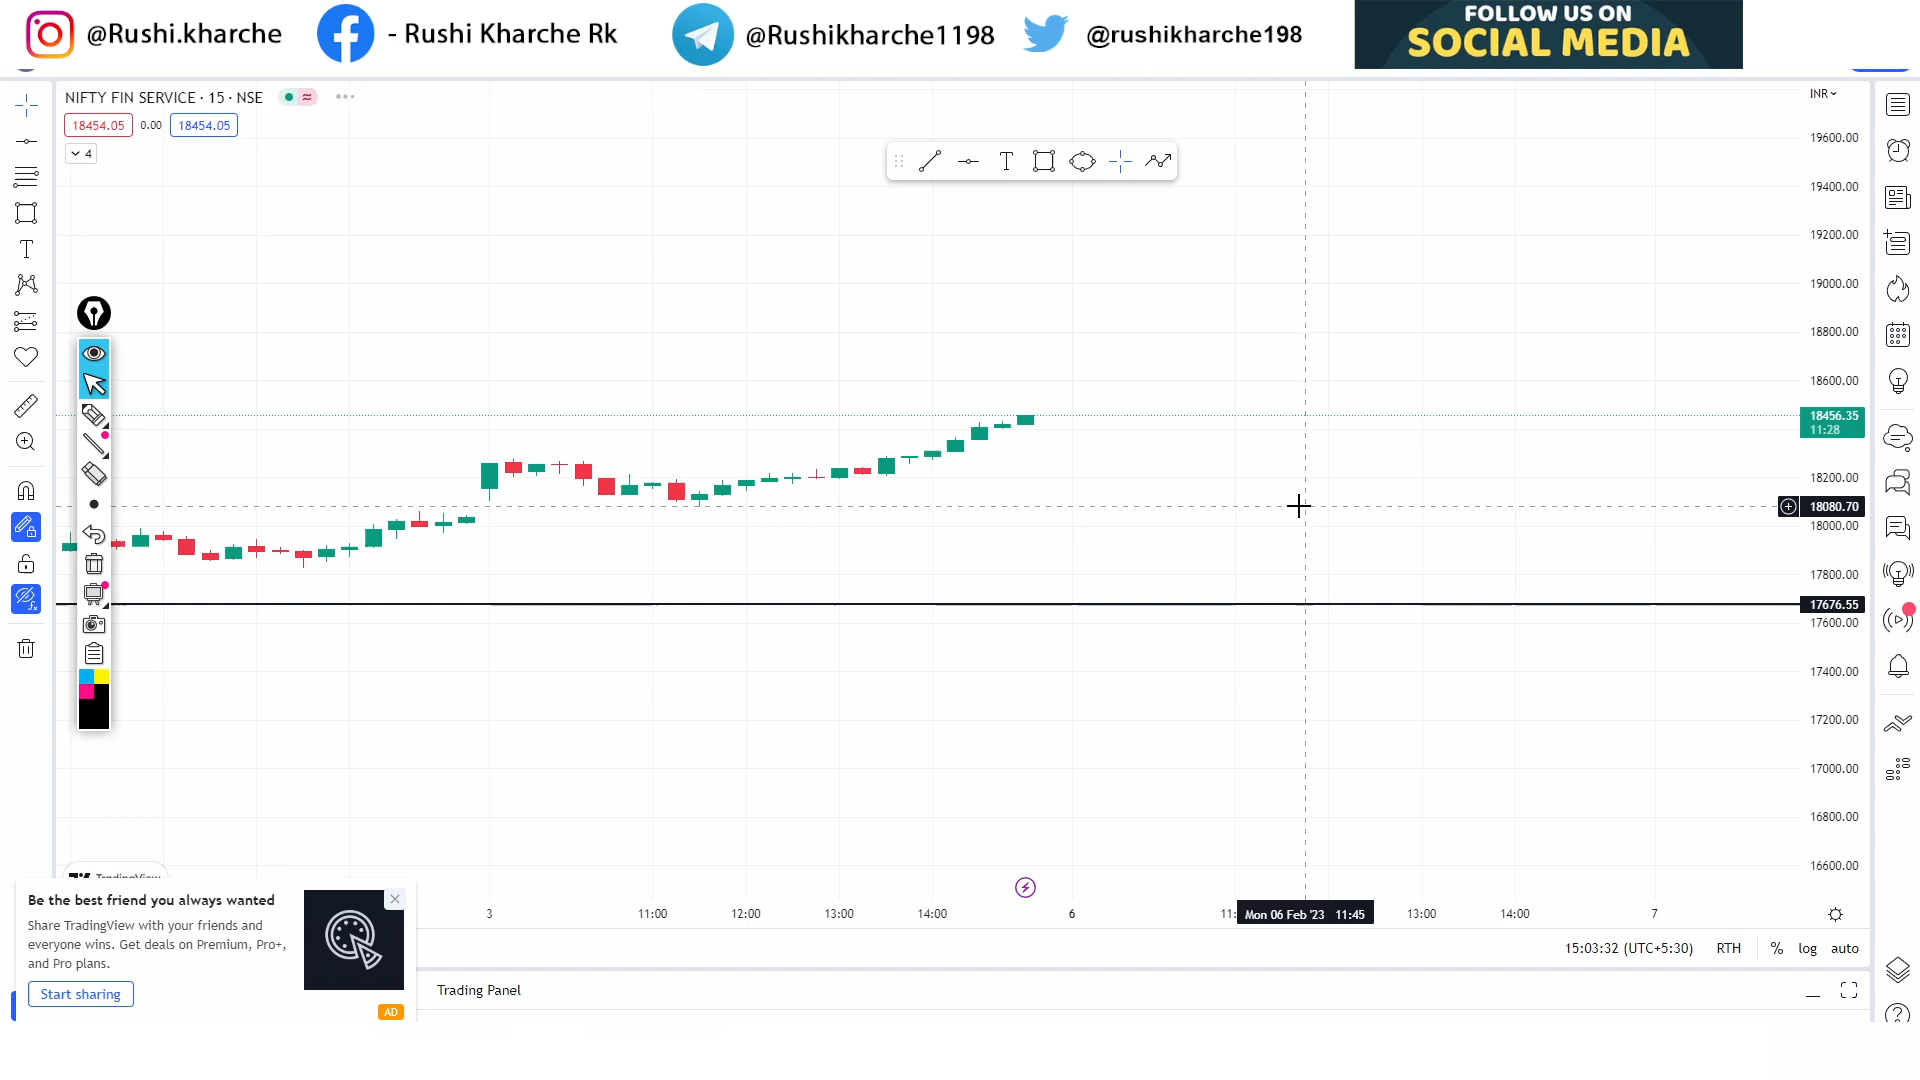 @Rushi.kharche
- Rushi Kharche Rk
@Rushikharche1198
@rushikharche198
FOLLOW US ON
SOCIAL MEDIA
NIFTY FIN SERVICE · 15 · NSE
INR
18454.05 0.00 18454.05
4
T
T
19600.00
19400.00
19200.00
19000.00
18800.00
18600.00
18456.35
11:28
18200.00
18080.70
18000.00
17800.00
17676.55
17600.00
17400.00
17200.00
17000.00
16800.00
16600.00
TradingView
Be the best friend you always wanted
Share TradingView with your friends and
everyone wins. Get deals on Premium, Pro+,
and Pro plans.
Start sharing
AD
3 11:00 12:00 13:00 14:00 6 11: Mon 06 Feb '23 11:45 13:00 14:00 7
15:03:32 (UTC+5:30) RTH % log auto
Trading Panel